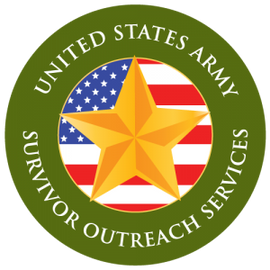 UNITED STATES ARMY
SURVIVOR OUTREACH SERVICES